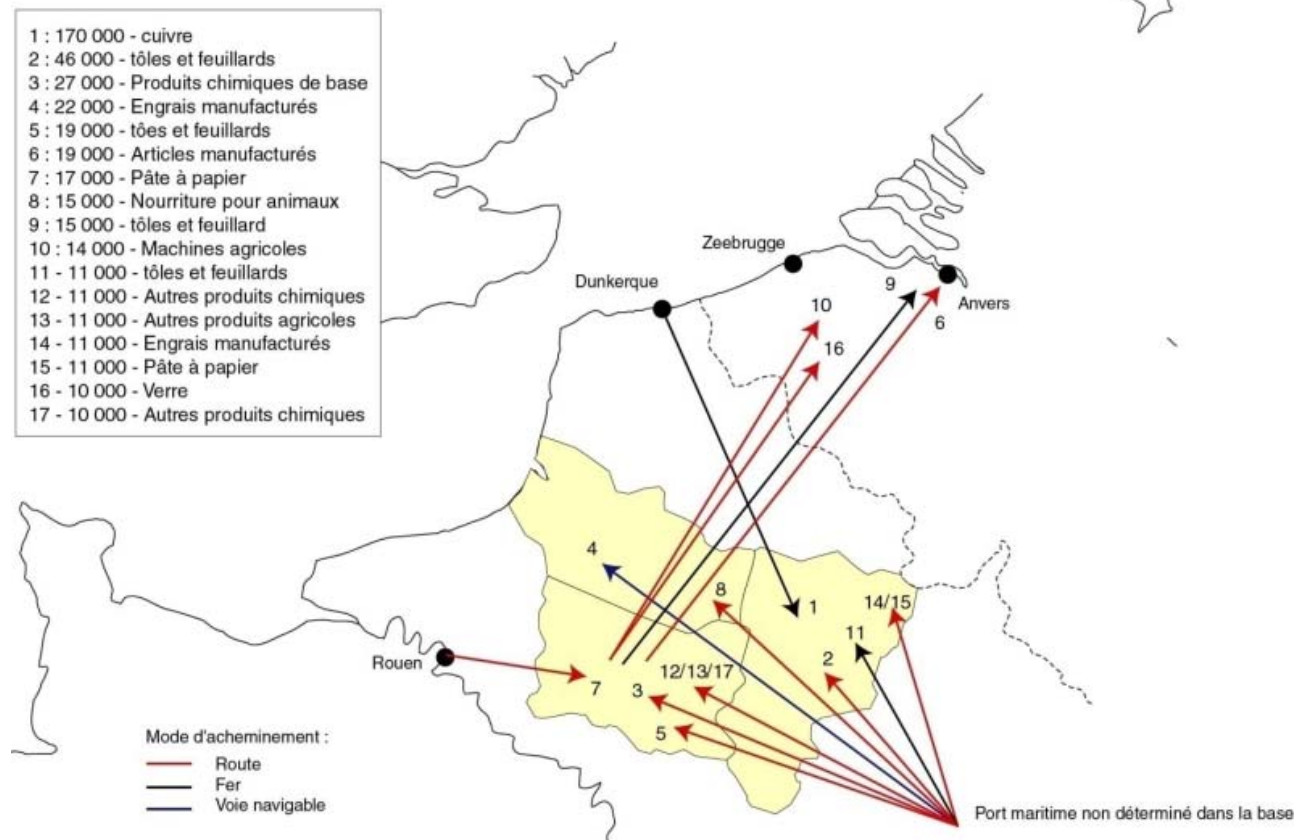 1 : 170 000 - cuivre
2 : 46 000 - tôles et feuillards
3 : 27 000 - Produits chimiques de base
4 : 22 000 - Engrais manufacturés
5 : 19 000 - tôes et feuillards
6 : 19 000 - Articles manufacturés
7 : 17 000 - Pâte à papier
8 : 15 000 - Nourriture pour animaux
9 : 15 000 - tôles et feuillard
10 : 14 000 - Machines agricoles
11 - 11 000 - tôles et feuillards
12 - 11 000 - Autres produits chimiques
13 - 11 000 - Autres produits agricoles
14 - 11 000 - Engrais manufacturés
15 - 11 000 - Pâte à papier
16 - 10 000 - Verre
17 - 10 000 - Autres produits chimiques
Zeebrugge
Dunkerque
9
Anvers
10
6
16
4
8
1
14/15
11
Rouen
2
12/13/17
7
3
5
Mode d'acheminement :
Route
Fer
Voie navigable
Port maritime non déterminé dans la base